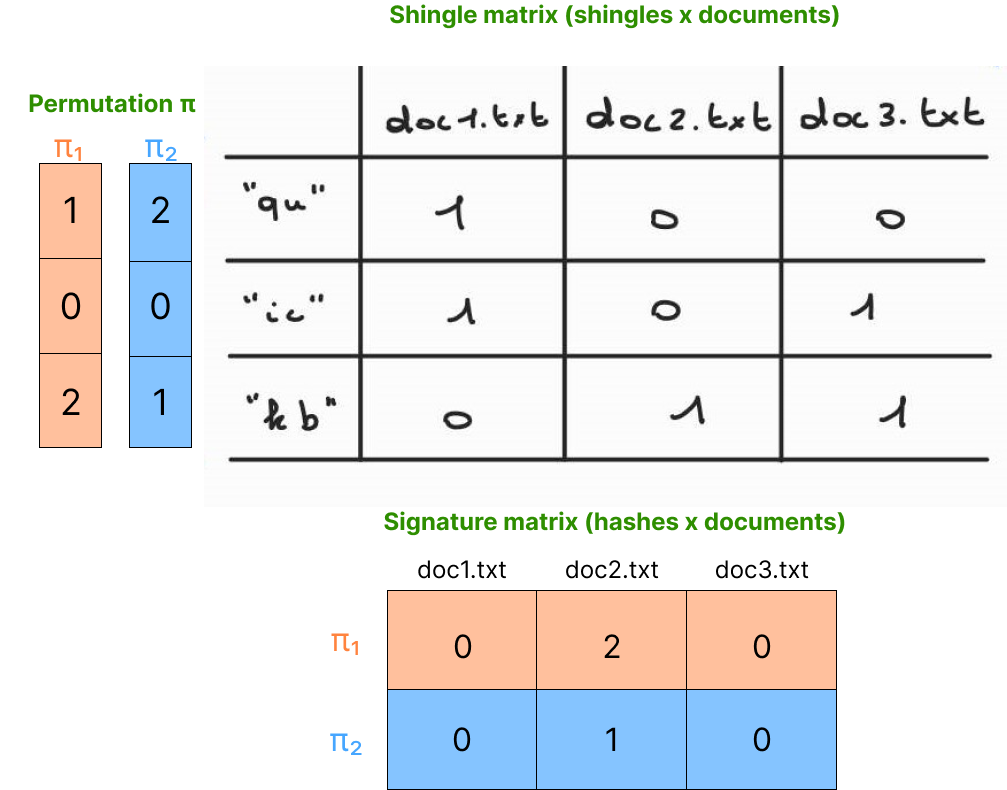 Shingle matrix (shingles x documents)
Permutation π
π₁ π₂
doc1.txt doc2.txt doc3.txt
1 2 "qu" 1 0 0
0 0 "ic" 1 0 1
2 1 "kb" 0 1 1
Signature matrix (hashes x documents)
doc1.txt doc2.txt doc3.txt
π₁ 0 2 0
π₂ 0 1 0